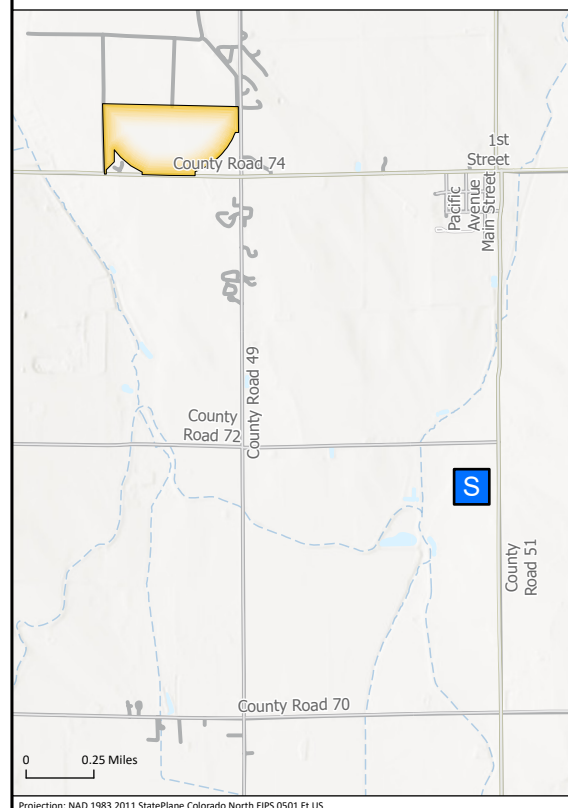 1st
Street
County Road 74
Pacific
Avenue
Main Street
County Road 49
County
Road 72
S
County
Road 51
County Road 70
0 0.25 Miles
Projection: NAD 1983 2011 StatePlane Colorado North FIPS 0501 Ft US